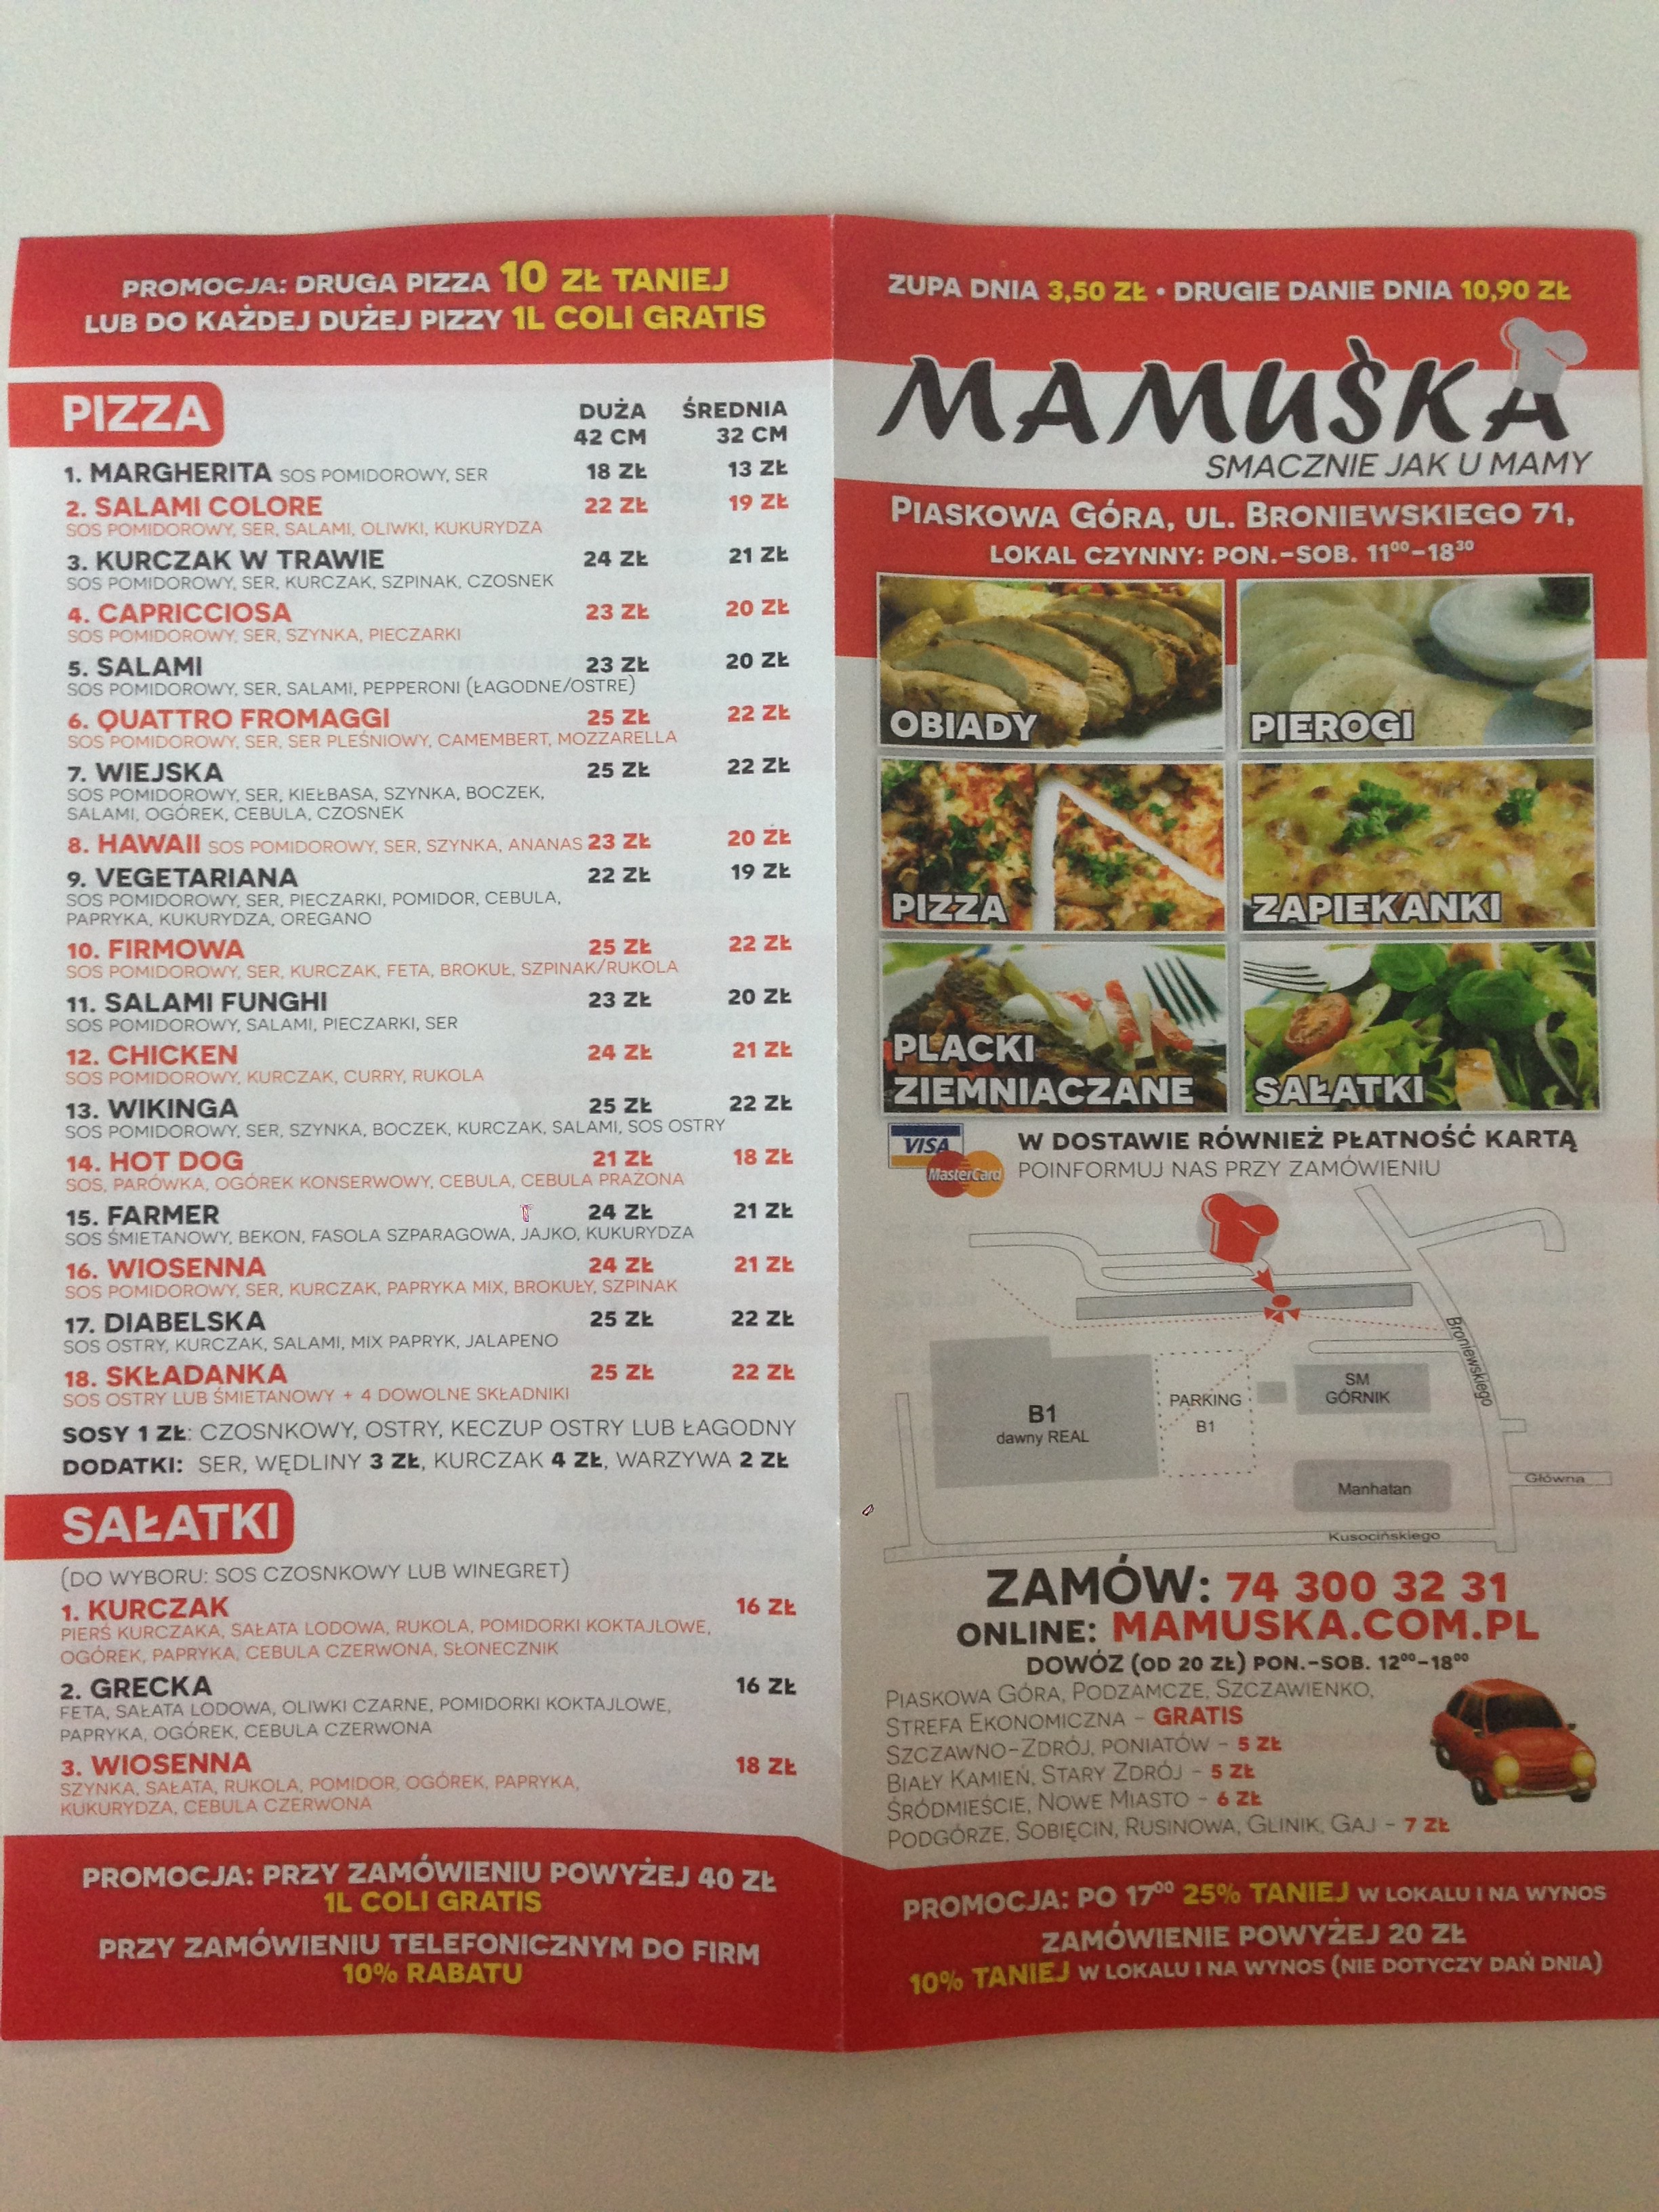 PROMOCJA: DRUGA PIZZA 10 ZŁ TANIEJ
LUB DO KAŻDEJ DUŻEJ PIZZY 1L COLI GRATIS
PIZZA
DUŻA ŚREDNIA
42 CM 32 CM
1. MARGHERITA SOS POMIDOROWY, SER 18 ZŁ 13 ZŁ
2. SALAMI COLORE 22 ZŁ 19 ZŁ
SOS POMIDOROWY, SER, SALAMI, OLIWKI, KUKURYDZA
3. KURCZAK W TRAWIE 24 ZŁ 21 ZŁ
SOS POMIDOROWY, SER, KURCZAK, SZPINAK, CZOSNEK
4. CAPRICCIOSA 23 ZŁ 20 ZŁ
SOS POMIDOROWY, SER, SZYNKA, PIECZARKI
5. SALAMI 23 ZŁ 20 ZŁ
SOS POMIDOROWY, SER, SALAMI, PEPPERONI (ŁAGODNE/OSTRE)
6. QUATTRO FROMAGGI 25 ZŁ 22 ZŁ
SOS POMIDOROWY, SER, SER PLEŚNIOWY, CAMEMBERT, MOZZARELLA
7. WIEJSKA 25 ZŁ 22 ZŁ
SOS POMIDOROWY, SER, KIEŁBASA, SZYNKA, BOCZEK,
SALAMI, OGÓREK, CEBULA, CZOSNEK
8. HAWAII SOS POMIDOROWY, SER, SZYNKA, ANANAS 23 ZŁ 20 ZŁ
9. VEGETARIANA 22 ZŁ 19 ZŁ
SOS POMIDOROWY, SER, PIECZARKI, POMIDOR, CEBULA,
PAPRYKA, KUKURYDZA, OREGANO
10. FIRMOWA 25 ZŁ 22 ZŁ
SOS POMIDOROWY, SER, KURCZAK, FETA, BROKUŁ, SZPINAK/RUKOLA
11. SALAMI FUNGHI 23 ZŁ 20 ZŁ
SOS POMIDOROWY, SALAMI, PIECZARKI, SER
12. CHICKEN 24 ZŁ 21 ZŁ
SOS POMIDOROWY, KURCZAK, CURRY, RUKOLA
13. WIKINGA 25 ZŁ 22 ZŁ
SOS POMIDOROWY, SER, SZYNKA, BOCZEK, KURCZAK, SALAMI, SOS OSTRY
14. HOT DOG 21 ZŁ 18 ZŁ
SOS, PARÓWKA, OGÓREK KONSERWOWY, CEBULA, CEBULA PRAŻONA
15. FARMER 24 ZŁ 21 ZŁ
SOS ŚMIETANOWY, BEKON, FASOLA SZPARAGOWA, JAJKO, KUKURYDZA
16. WIOSENNA 24 ZŁ 21 ZŁ
SOS POMIDOROWY, SER, KURCZAK, PAPRYKA MIX, BROKUŁY, SZPINAK
17. DIABELSKA 25 ZŁ 22 ZŁ
SOS OSTRY, KURCZAK, SALAMI, MIX PAPRYK, JALAPENO
18. SKŁADANKA 25 ZŁ 22 ZŁ
SOS OSTRY LUB ŚMIETANOWY + 4 DOWOLNE SKŁADNIKI
SOSY 1 ZŁ: CZOSNKOWY, OSTRY, KECZUP OSTRY LUB ŁAGODNY
DODATKI: SER, WĘDLINY 3 ZŁ, KURCZAK 4 ZŁ, WARZYWA 2 ZŁ
SAŁATKI
(DO WYBORU: SOS CZOSNKOWY LUB WINEGRET)
1. KURCZAK 16 ZŁ
PIERŚ KURCZAKA, SAŁATA LODOWA, RUKOLA, POMIDORKI KOKTAJLOWE,
OGÓREK, PAPRYKA, CEBULA CZERWONA, SŁONECZNIK
2. GRECKA 16 ZŁ
FETA, SAŁATA LODOWA, OLIWKI CZARNE, POMIDORKI KOKTAJLOWE,
PAPRYKA, OGÓREK, CEBULA CZERWONA
3. WIOSENNA 18 ZŁ
SZYNKA, SAŁATA, RUKOLA, POMIDOR, OGÓREK, PAPRYKA,
KUKURYDZA, CEBULA CZERWONA
PROMOCJA: PRZY ZAMÓWIENIU POWYŻEJ 40 ZŁ
1L COLI GRATIS
PRZY ZAMÓWIENIU TELEFONICZNYM DO FIRM
10% RABATU
ZUPA DNIA 3,50 ZŁ • DRUGIE DANIE DNIA 10,90 ZŁ
MAMUŚKA
SMACZNIE JAK U MAMY
PIASKOWA GÓRA, UL. BRONIEWSKIEGO 71,
LOKAL CZYNNY: PON.-SOB. 11⁰⁰-18³⁰
OBIADY PIEROGI
PIZZA ZAPIEKANKI
PLACKI
ZIEMNIACZANE SAŁATKI
VISA
MasterCard
W DOSTAWIE RÓWNIEŻ PŁATNOŚĆ KARTĄ
POINFORMUJ NAS PRZY ZAMÓWIENIU
Broniewskiego
B1
dawny REAL
PARKING
B1
SM
GÓRNIK
Manhatan
Główna
Kusocińskiego
ZAMÓW: 74 300 32 31
ONLINE: MAMUSKA.COM.PL
DOWÓZ (OD 20 ZŁ) PON.-SOB. 12⁰⁰-18⁰⁰
PIASKOWA GÓRA, PODZAMCZE, SZCZAWIENKO,
STREFA EKONOMICZNA - GRATIS
SZCZAWNO-ZDRÓJ, PONIATÓW - 5 ZŁ
BIAŁY KAMIEŃ, STARY ZDRÓJ - 5 ZŁ
ŚRÓDMIEŚCIE, NOWE MIASTO - 6 ZŁ
PODGÓRZE, SOBIĘCIN, RUSINOWA, GLINIK, GAJ - 7 ZŁ
PROMOCJA: PO 17⁰⁰ 25% TANIEJ W LOKALU I NA WYNOS
ZAMÓWIENIE POWYŻEJ 20 ZŁ
10% TANIEJ W LOKALU I NA WYNOS (NIE DOTYCZY DAŃ DNIA)